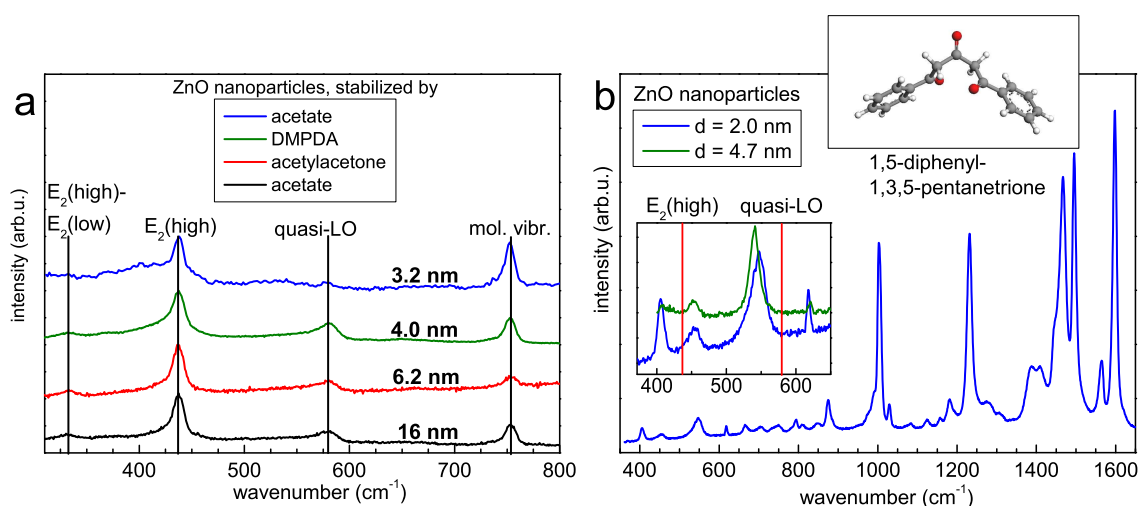 a
ZnO nanoparticles, stabilized by
acetate
DMPDA
acetylacetone
acetate
E2(high)-
E2(low)
E2(high)
quasi-LO
mol. vibr.
3.2 nm
4.0 nm
6.2 nm
16 nm
intensity (arb.u.)
400 500 600 700 800
wavenumber (cm-1)
b
ZnO nanoparticles
d = 2.0 nm
d = 4.7 nm
1,5-diphenyl-
1,3,5-pentanetrione
E2(high) quasi-LO
400 500 600
intensity (arb.u.)
400 600 800 1000 1200 1400 1600
wavenumber (cm-1)